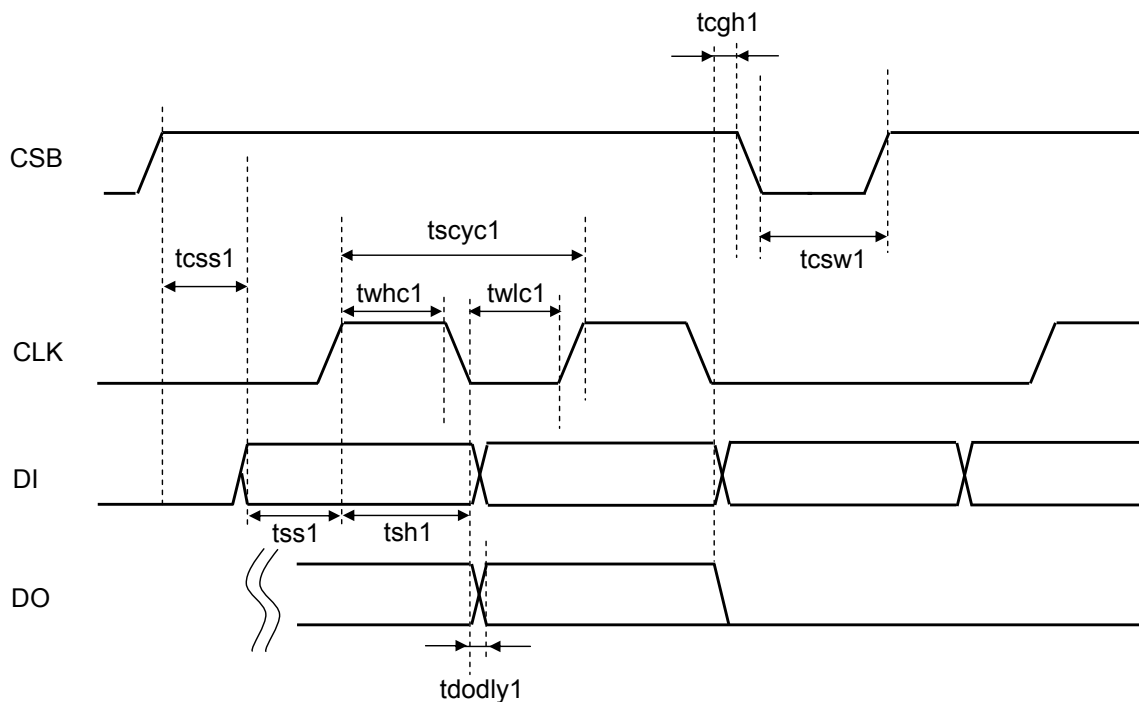 tcgh1
CSB
tscyc1
tcss1
tcsw1
twhc1
twlc1
CLK
DI
tss1
tsh1
DO
tdodly1